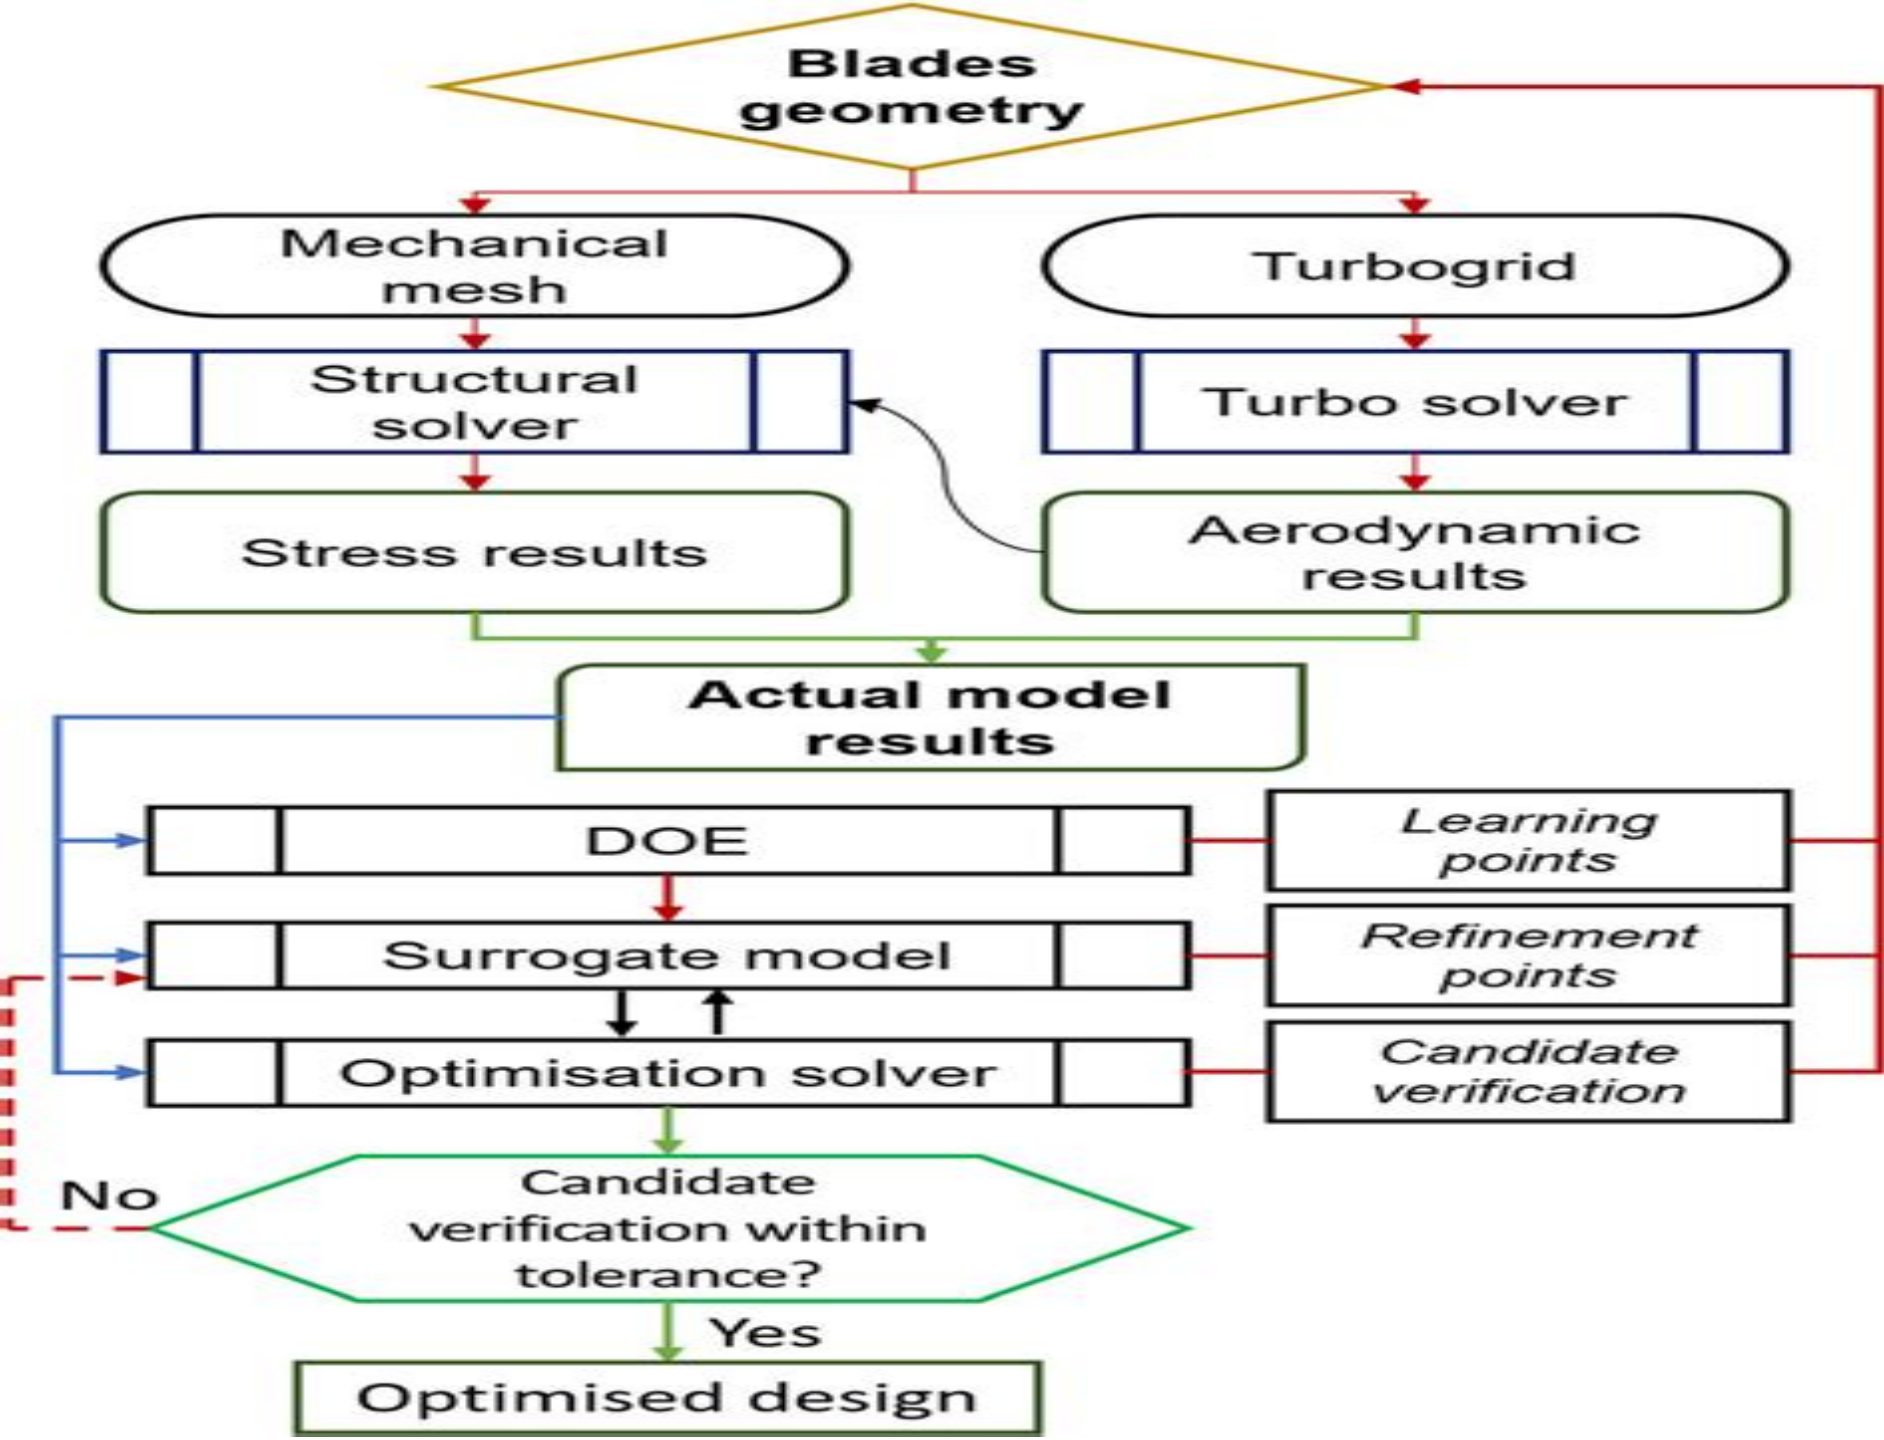 Blades
geometry
Mechanical
mesh
Turbogrid
Structural
solver
Turbo solver
Stress results
Aerodynamic
results
Actual model
results
DOE
Learning
points
Surrogate model
Refinement
points
Optimisation solver
Candidate
verification
No
Candidate
verification within
tolerance?
Yes
Optimised design